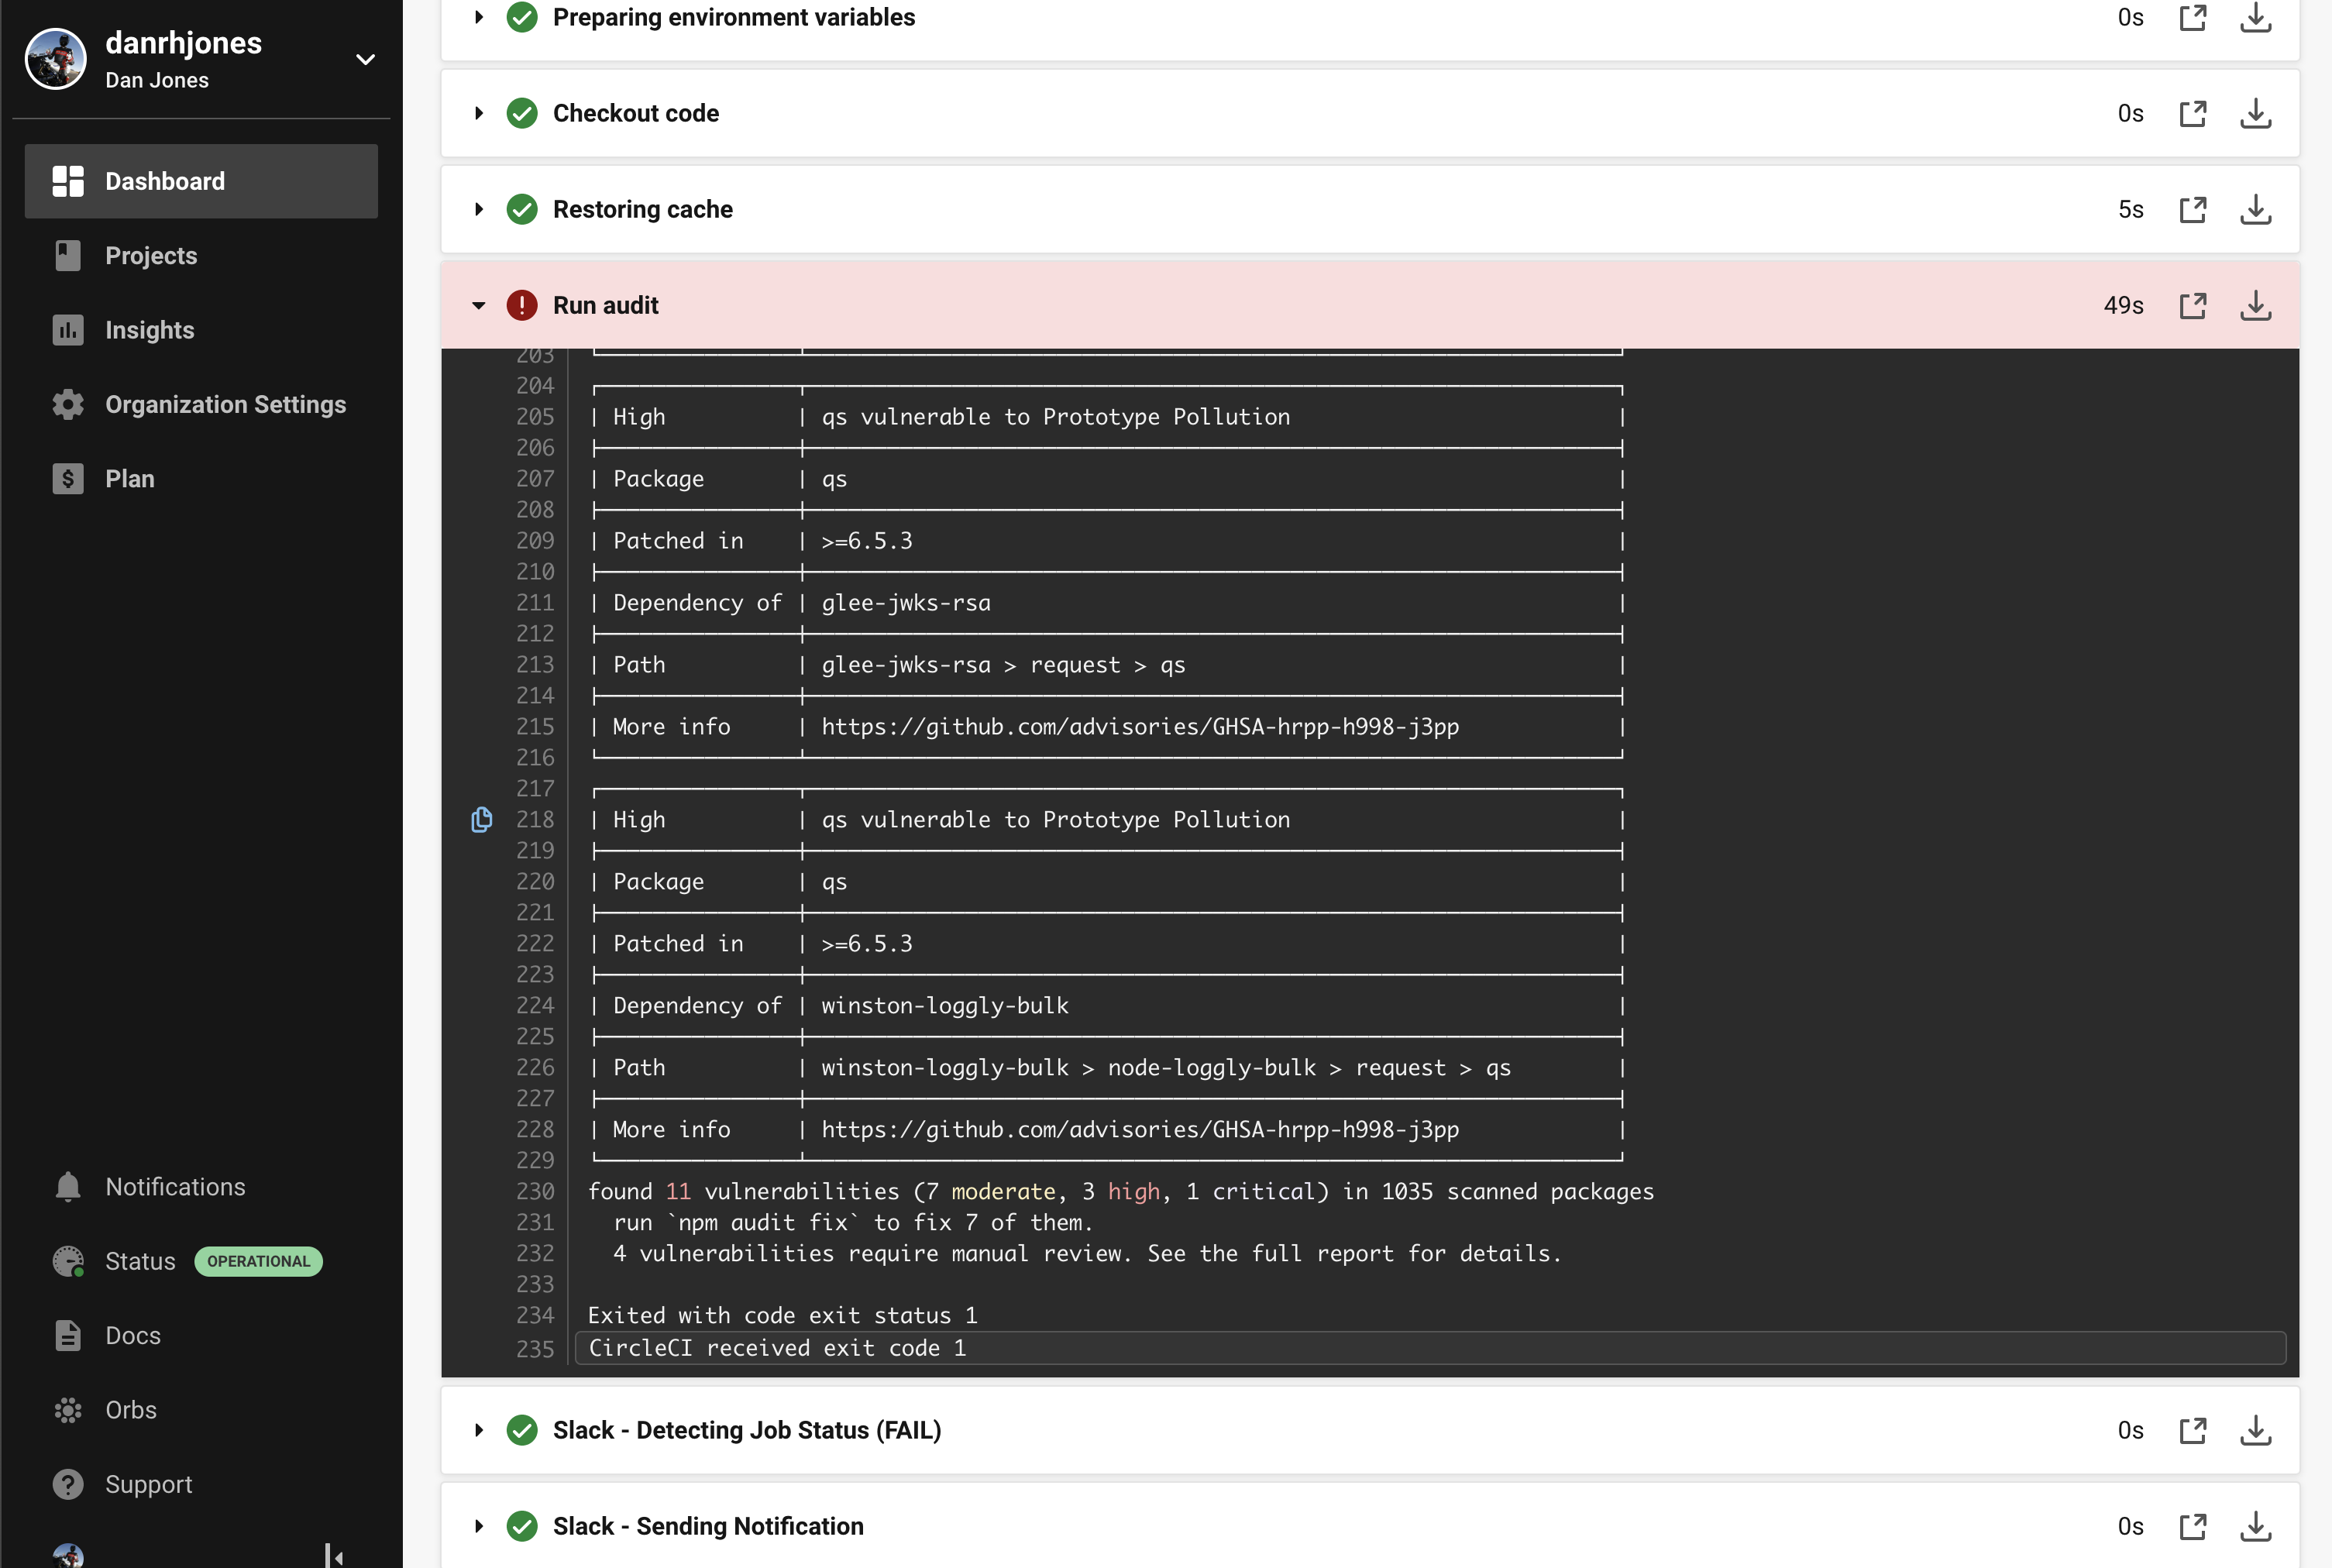 danrhjones
Dan Jones
Dashboard
Projects
Insights
Organization Settings
$ Plan
Notifications
Status OPERATIONAL
Docs
Orbs
? Support
Preparing environment variables 0s
Checkout code 0s
Restoring cache 5s
! Run audit 49s
203
204
205 | High | qs vulnerable to Prototype Pollution |
206
207 | Package | qs |
208
209 | Patched in | >=6.5.3 |
210
211 | Dependency of | glee-jwks-rsa |
212
213 | Path | glee-jwks-rsa > request > qs |
214
215 | More info | https://github.com/advisories/GHSA-hrpp-h998-j3pp |
216
217
218 | High | qs vulnerable to Prototype Pollution |
219
220 | Package | qs |
221
222 | Patched in | >=6.5.3 |
223
224 | Dependency of | winston-loggly-bulk |
225
226 | Path | winston-loggly-bulk > node-loggly-bulk > request > qs |
227
228 | More info | https://github.com/advisories/GHSA-hrpp-h998-j3pp |
229
230 found 11 vulnerabilities (7 moderate, 3 high, 1 critical) in 1035 scanned packages
231 run `npm audit fix` to fix 7 of them.
232 4 vulnerabilities require manual review. See the full report for details.
233
234 Exited with code exit status 1
235 CircleCI received exit code 1
Slack - Detecting Job Status (FAIL) 0s
Slack - Sending Notification 0s